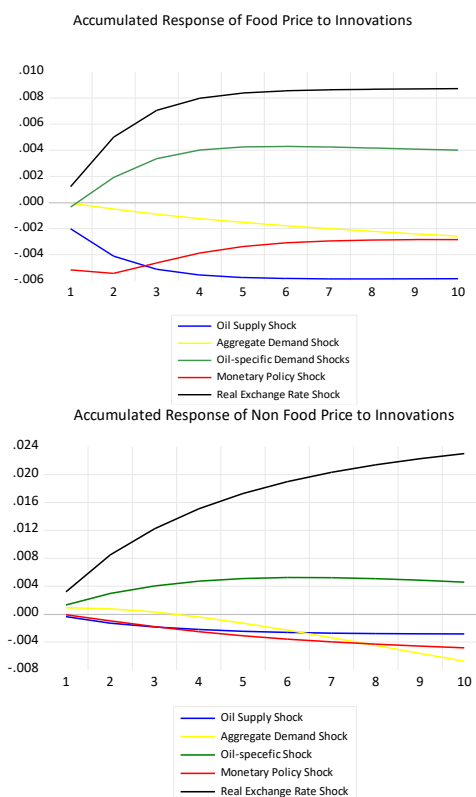 Accumulated Response of Food Price to Innovations
.010
.008
.006
.004
.002
.000
-.002
-.004
-.006
1 2 3 4 5 6 7 8 9 10
Oil Supply Shock
Aggregate Demand Shock
Oil-specific Demand Shocks
Monetary Policy Shock
Real Exchange Rate Shock
Accumulated Response of Non Food Price to Innovations
.024
.020
.016
.012
.008
.004
.000
-.004
-.008
1 2 3 4 5 6 7 8 9 10
Oil Supply Shock
Aggregate Demand Shock
Oil-specefic Shock
Monetary Policy Shock
Real Exchange Rate Shock